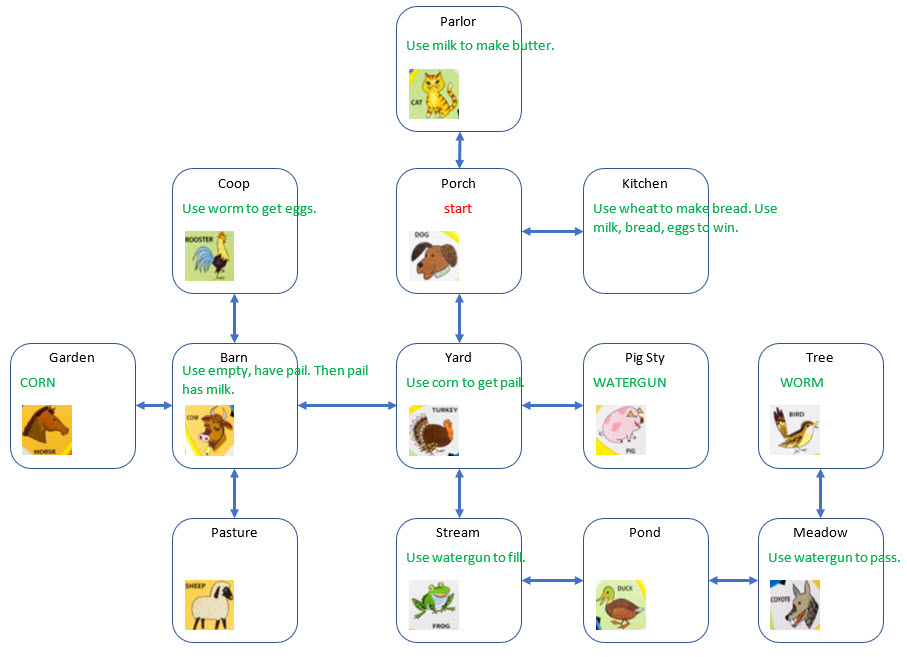 Parlor
Use milk to make butter.
CAT
Coop
Use worm to get eggs.
ROOSTER
Porch
start
DOG
Kitchen
Use wheat to make bread. Use
milk, bread, eggs to win.
Garden
CORN
HORSE
Barn
Use empty, have pail. Then pail
has milk.
COW
Yard
Use corn to get pail.
TURKEY
Pig Sty
WATERGUN
PIG
Tree
WORM
BIRD
Pasture
SHEEP
Stream
Use watergun to fill.
FROG
Pond
DUCK
Meadow
Use watergun to pass.
COYOTE